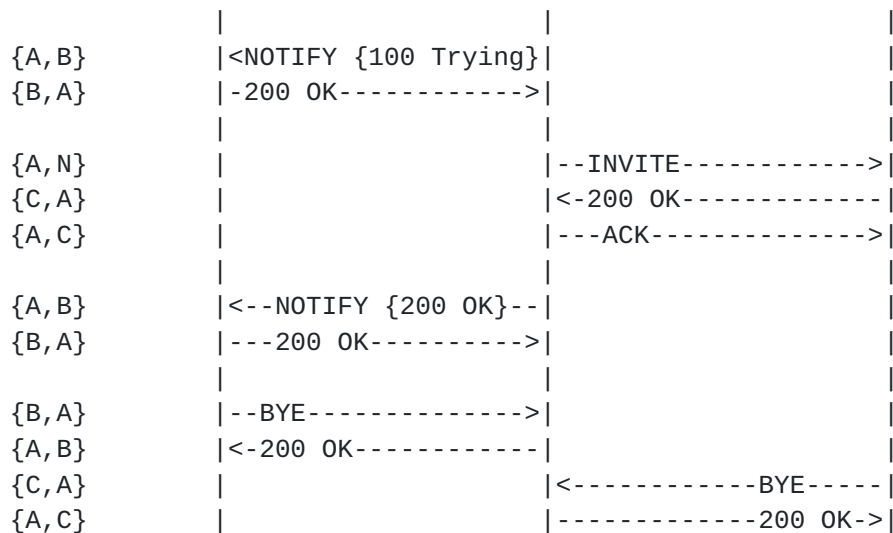 |                  |                   |
{A,B}        |<NOTIFY {100 Trying}|                   |
{B,A}        |-200 OK------------>|                   |
             |                  |                   |
{A,N}        |                  |--INVITE------------>|
{C,A}        |                  |<-200 OK-------------|
{A,C}        |                  |---ACK-------------->|
             |                  |                   |
{A,B}        |<--NOTIFY {200 OK}--|                   |
{B,A}        |---200 OK---------->|                   |
             |                  |                   |
{B,A}        |--BYE-------------->|                   |
{A,B}        |<-200 OK------------|                   |
{C,A}        |                  |<------------BYE-----|
{A,C}        |                  |-------------200 OK->|